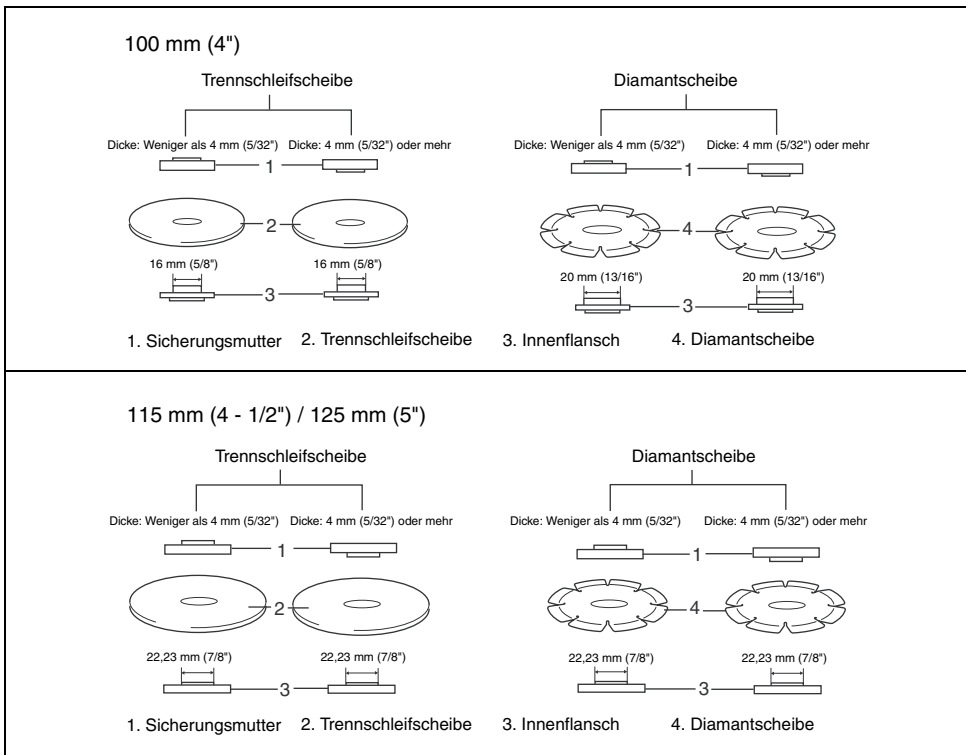 100 mm (4")
Trennschleifscheibe Diamantscheibe
Dicke: Weniger als 4 mm (5/32") Dicke: 4 mm (5/32") oder mehr Dicke: Weniger als 4 mm (5/32") Dicke: 4 mm (5/32") oder mehr
1 1
2 4
16 mm (5/8") 16 mm (5/8") 20 mm (13/16") 20 mm (13/16")
3 3
1. Sicherungsmutter 2. Trennschleifscheibe 3. Innenflansch 4. Diamantscheibe
115 mm (4 - 1/2") / 125 mm (5")
Trennschleifscheibe Diamantscheibe
Dicke: Weniger als 4 mm (5/32") Dicke: 4 mm (5/32") oder mehr Dicke: Weniger als 4 mm (5/32") Dicke: 4 mm (5/32") oder mehr
1 1
2 4
22,23 mm (7/8") 22,23 mm (7/8") 22,23 mm (7/8") 22,23 mm (7/8")
3 3
1. Sicherungsmutter 2. Trennschleifscheibe 3. Innenflansch 4. Diamantscheibe